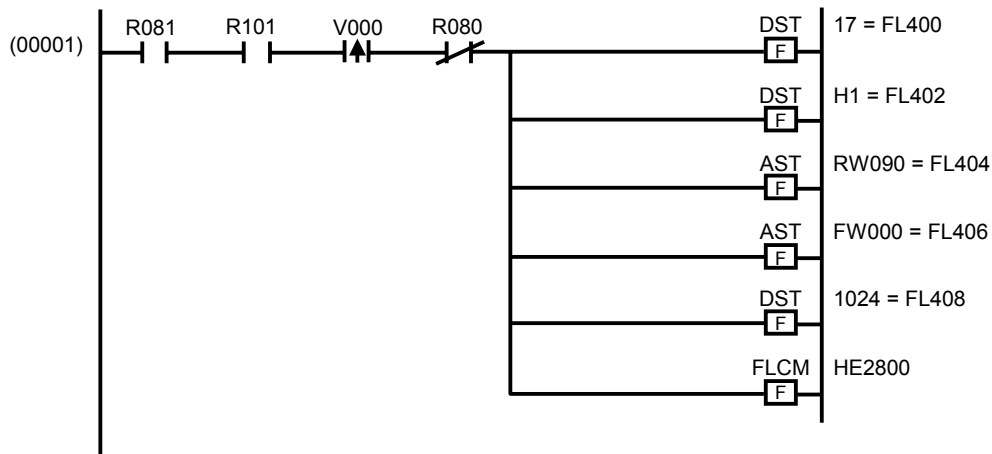 R081 R101 V000 R080 DST 17 = FL400
(00001) F
DST H1 = FL402
F
AST RW090 = FL404
F
AST FW000 = FL406
F
DST 1024 = FL408
F
FLCM HE2800
F